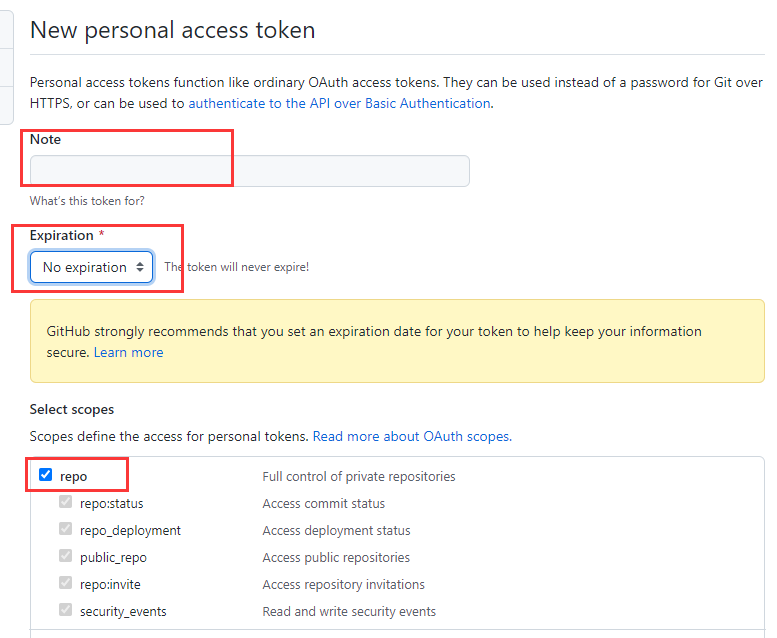 New personal access token
Personal access tokens function like ordinary OAuth access tokens. They can be used instead of a password for Git over
HTTPS, or can be used to authenticate to the API over Basic Authentication.
Note
What's this token for?
Expiration *
No expiration The token will never expire!
GitHub strongly recommends that you set an expiration date for your token to help keep your information
secure. Learn more
Select scopes
Scopes define the access for personal tokens. Read more about OAuth scopes.
repo Full control of private repositories
repo:status Access commit status
repo_deployment Access deployment status
public_repo Access public repositories
repo:invite Access repository invitations
security_events Read and write security events